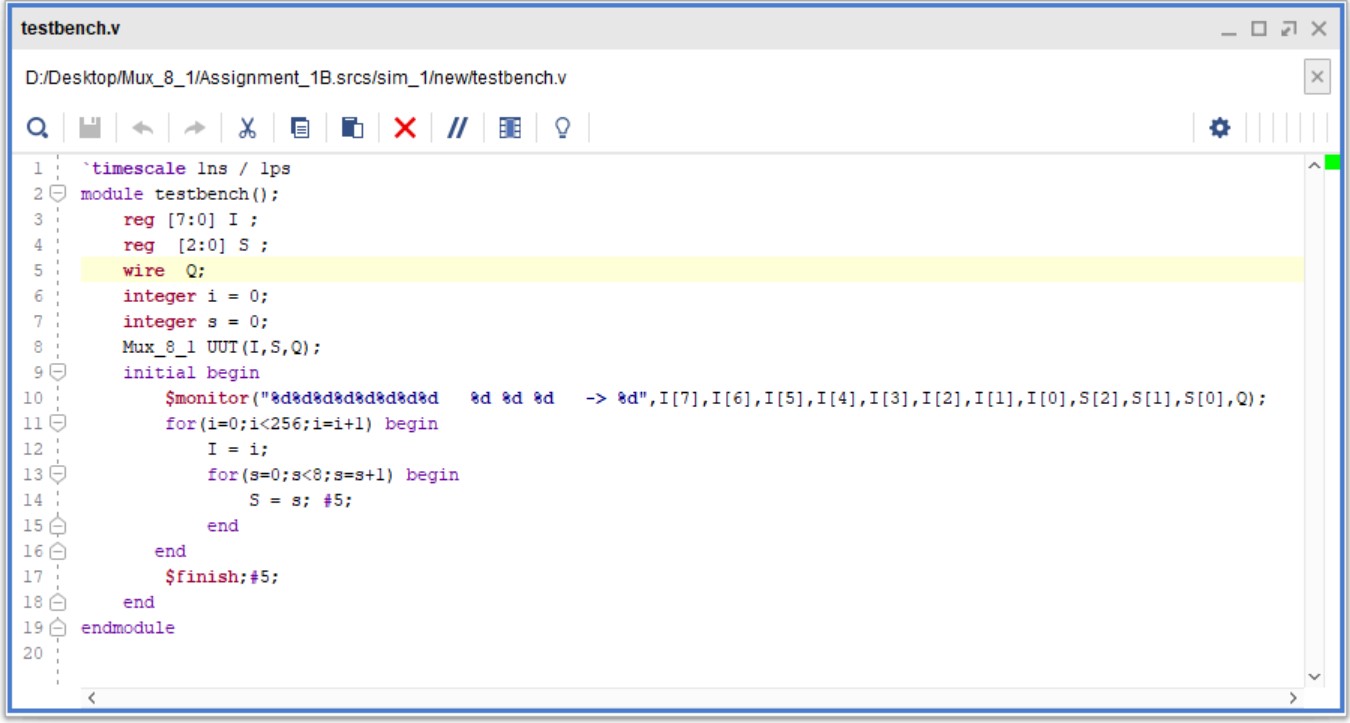 testbench.v
D:/Desktop/Mux_8_1/Assignment_1B.srcs/sim_1/new/testbench.v
1 `timescale 1ns / 1ps
2 module testbench();
3 reg [7:0] I ;
4 reg  [2:0] S ;
5 wire  Q;
6 integer i = 0;
7 integer s = 0;
8 Mux_8_1 UUT(I,S,Q);
9 initial begin
10 $monitor("%d%d%d%d%d%d%d%d   %d %d %d   -> %d",I[7],I[6],I[5],I[4],I[3],I[2],I[1],I[0],S[2],S[1],S[0],Q);
11 for(i=0;i<256;i=i+1) begin
12 I = i;
13 for(s=0;s<8;s=s+1) begin
14 S = s; #5;
15 end
16 end
17 $finish;#5;
18 end
19 endmodule
20